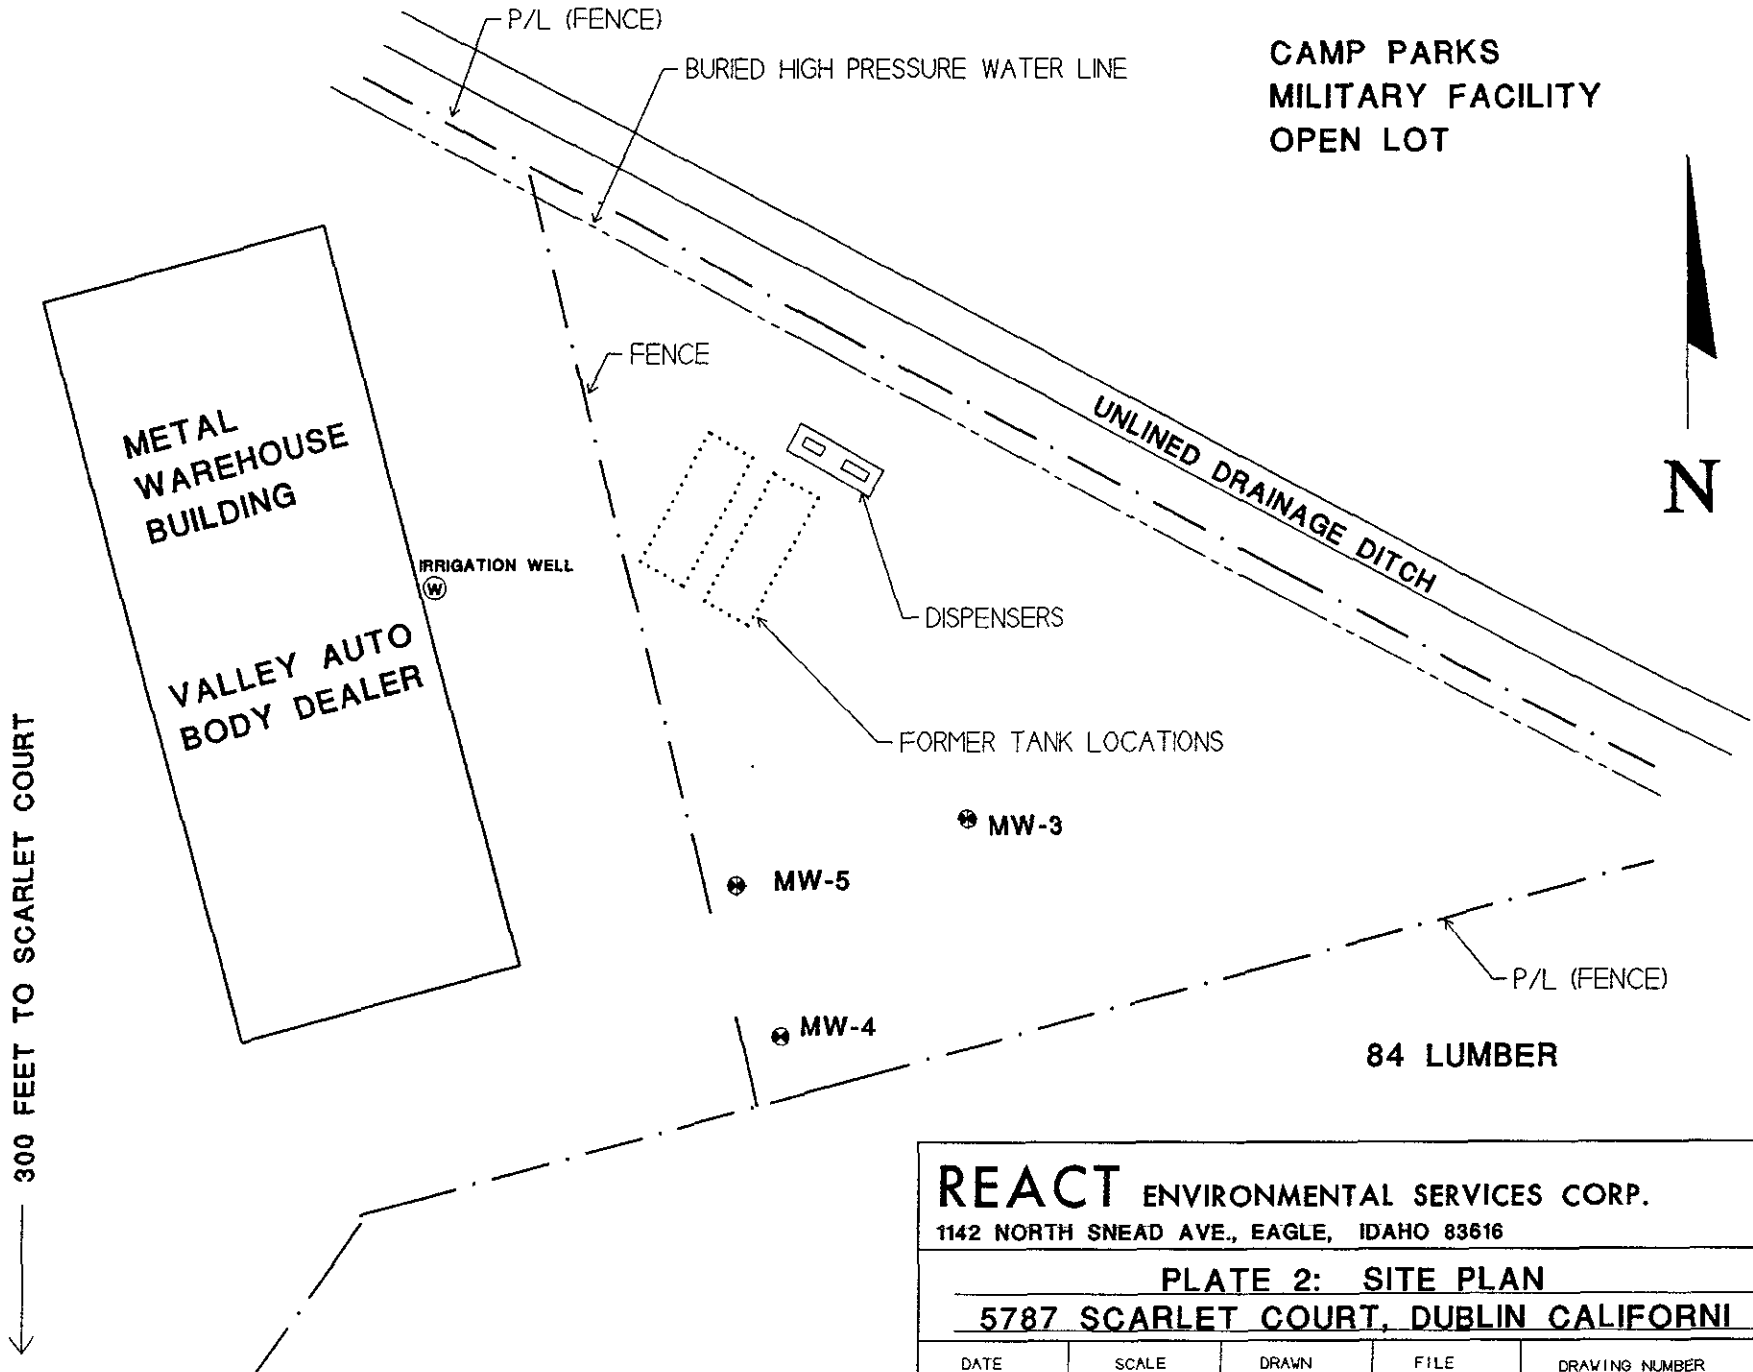 P/L (FENCE)
BURIED HIGH PRESSURE WATER LINE
CAMP PARKS
MILITARY FACILITY
OPEN LOT
N
FENCE
METAL
WAREHOUSE
BUILDING
IRRIGATION WELL
W
VALLEY AUTO
BODY DEALER
UNLINED DRAINAGE DITCH
DISPENSERS
FORMER TANK LOCATIONS
MW-3
MW-5
MW-4
P/L (FENCE)
84 LUMBER
300 FEET TO SCARLET COURT
REACT ENVIRONMENTAL SERVICES CORP.
1142 NORTH SNEAD AVE., EAGLE, IDAHO 83616
PLATE 2: SITE PLAN
5787 SCARLET COURT, DUBLIN CALIFORNI
DATE SCALE DRAWN FILE DRAWING NUMBER